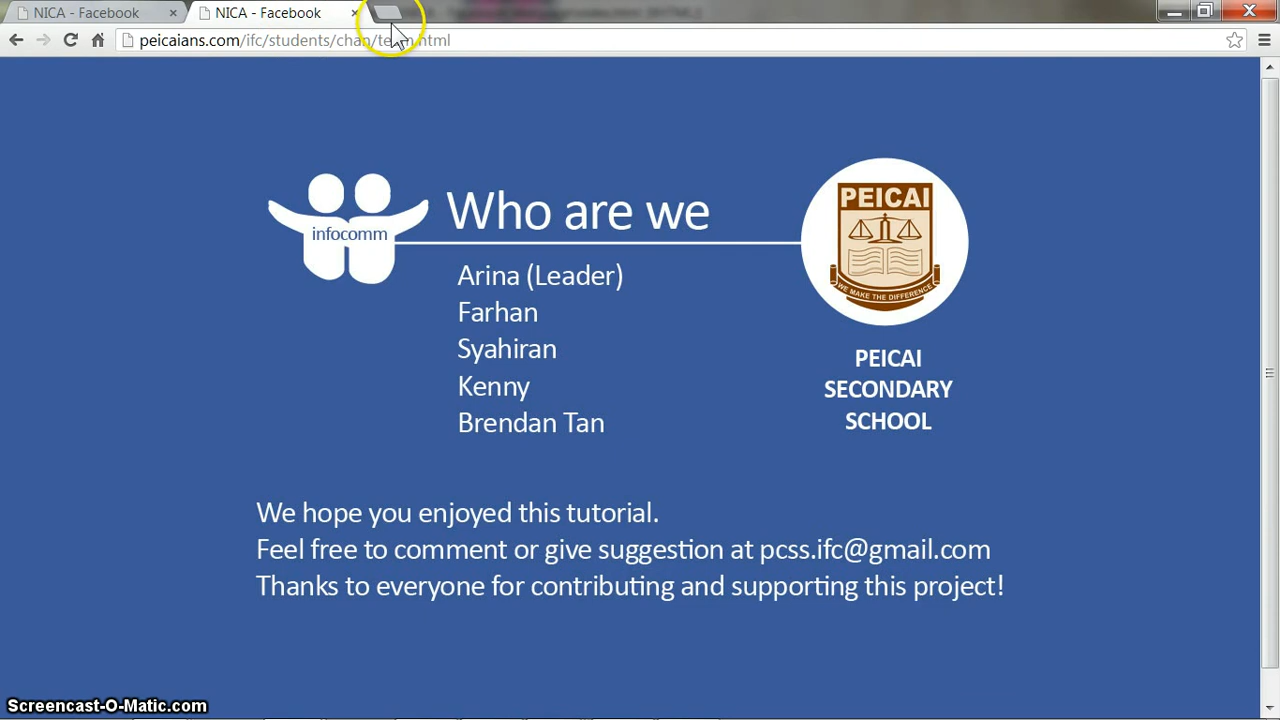 NICA - Facebook
NICA - Facebook
peicaians.com/ifc/students/chan/team.html
infocomm
Who are we
PEICAI
WE MAKE THE DIFFERENCE
Arina (Leader)
Farhan
Syahiran
Kenny
Brendan Tan
PEICAI
SECONDARY
SCHOOL
We hope you enjoyed this tutorial.
Feel free to comment or give suggestion at pcss.ifc@gmail.com
Thanks to everyone for contributing and supporting this project!
Screencast-O-Matic.com